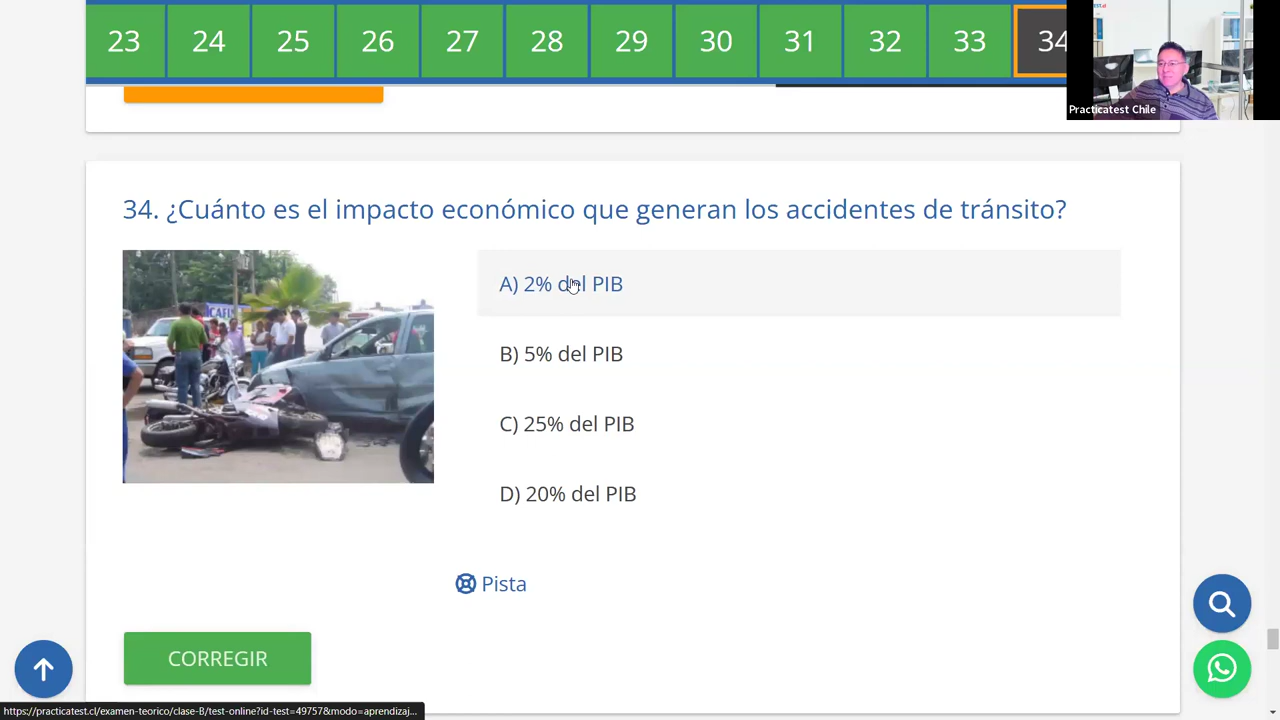 23 24 25 26 27 28 29 30 31 32 33 34
Practicatest Chile
34. ¿Cuánto es el impacto económico que generan los accidentes de tránsito?
A) 2% del PIB
B) 5% del PIB
C) 25% del PIB
D) 20% del PIB
Pista
CORREGIR
https://practicatest.cl/examen-teorico/clase-B/test-online?id-test=49757&modo=aprendizaj...